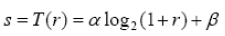 s = T(r) = α log₂(1+r) + β